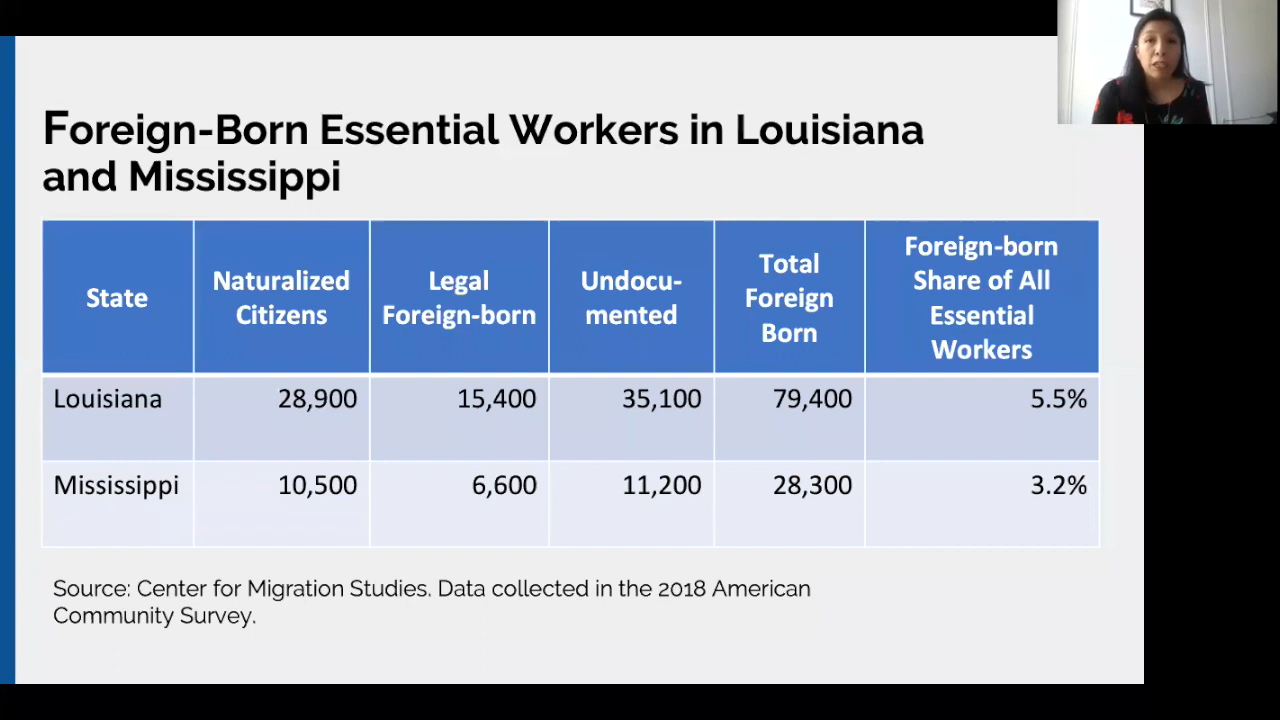 Foreign-Born Essential Workers in Louisiana
and Mississippi
State
Naturalized
Citizens
Legal
Foreign-born
Undocu-
mented
Total
Foreign
Born
Foreign-born
Share of All
Essential
Workers
Louisiana 28,900 15,400 35,100 79,400 5.5%
Mississippi 10,500 6,600 11,200 28,300 3.2%
Source: Center for Migration Studies. Data collected in the 2018 American
Community Survey.